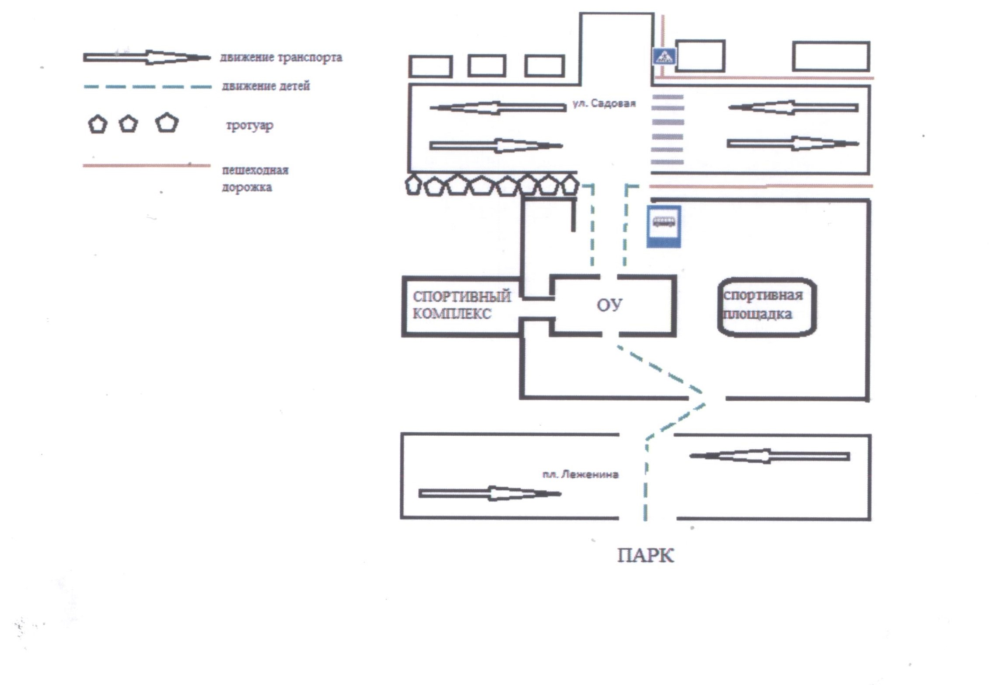 движение транспорта
движение детей
тротуар
пешеходная
дорожка
ул. Садовая
СПОРТИВНЫЙ
КОМПЛЕКС
ОУ
спортивная
площадка
пл. Леженина
ПАРК